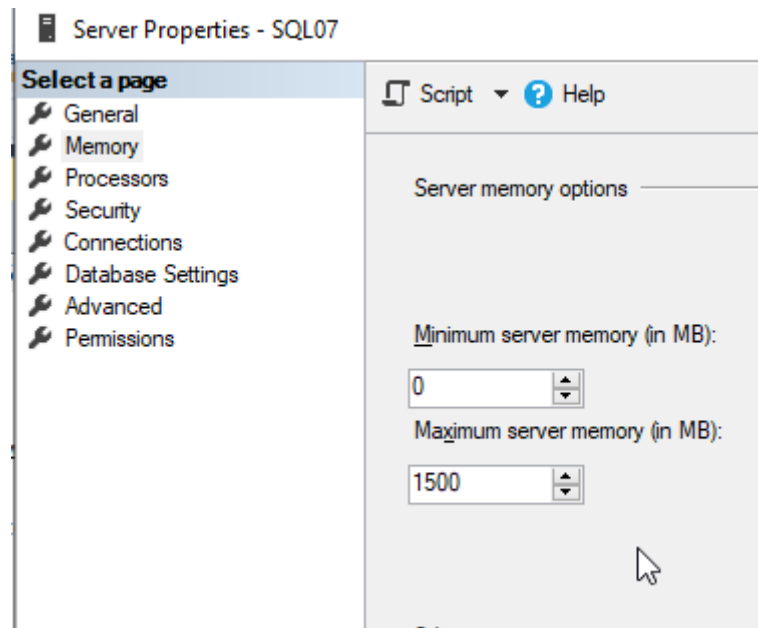 Server Properties - SQL07
Select a page
General
Memory
Processors
Security
Connections
Database Settings
Advanced
Permissions
Script
Help
Server memory options
Minimum server memory (in MB):
0
Maximum server memory (in MB):
1500